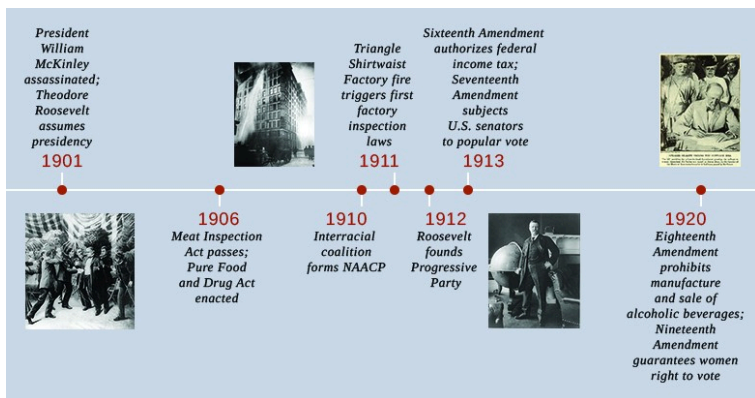 President
William
McKinley
assassinated;
Theodore
Roosevelt
assumes
presidency
1901
1906
Meat Inspection
Act passes;
Pure Food
and Drug Act
enacted
1910
Interracial
coalition
forms NAACP
Triangle
Shirtwaist
Factory fire
triggers first
factory
inspection
laws
1911
1912
Roosevelt
founds
Progressive
Party
Sixteenth Amendment
authorizes federal
income tax;
Seventeenth
Amendment
subjects
U.S. senators
to popular vote
1913
1920
Eighteenth
Amendment
prohibits
manufacture
and sale of
alcoholic beverages;
Nineteenth
Amendment
guarantees women
right to vote